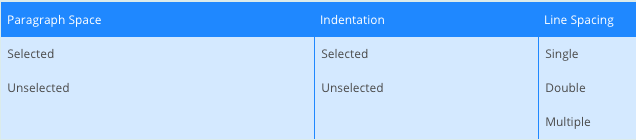 Paragraph Space Indentation Line Spacing
Selected Selected Single
Unselected Unselected Double
Multiple